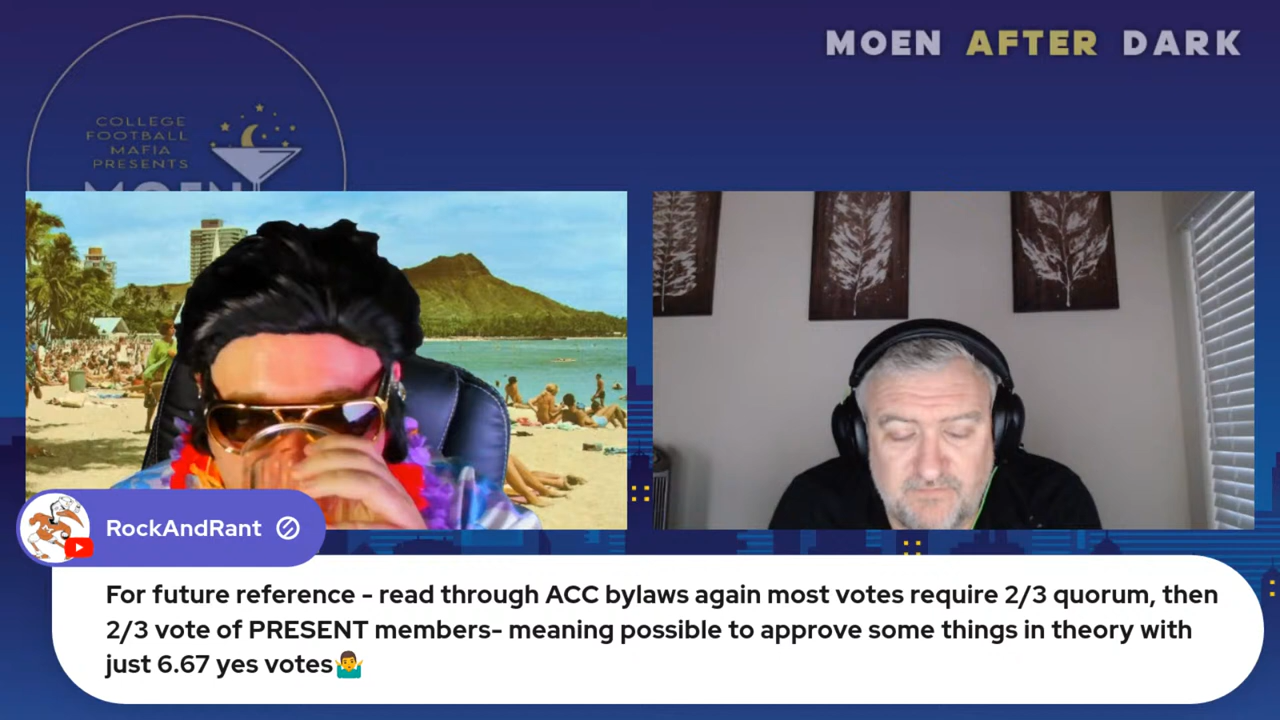 MOEN AFTER DARK
COLLEGE
FOOTBALL
MAFIA
PRESENTS
MOEN
RockAndRant
For future reference - read through ACC bylaws again most votes require 2/3 quorum, then
2/3 vote of PRESENT members- meaning possible to approve some things in theory with
just 6.67 yes votes🤷‍♂️